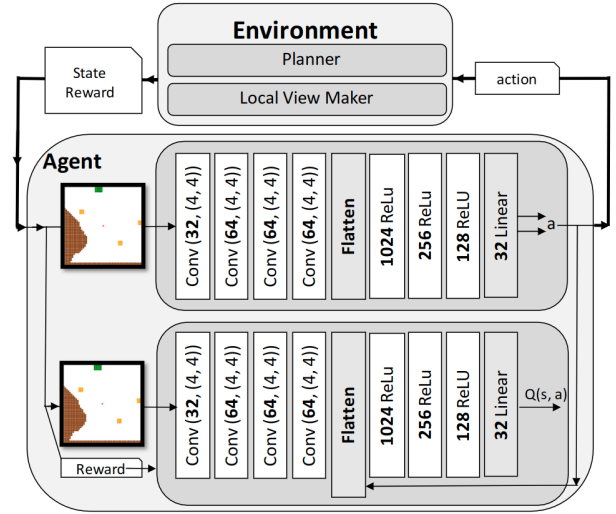 Environment
Planner
Local View Maker
State
Reward
action
Agent
Conv (32, (4, 4))
Conv (64, (4, 4))
Conv (64, (4, 4))
Conv (64, (4, 4))
Flatten
1024 ReLu
256 ReLu
128 ReLU
32 Linear
a
Conv (32, (4, 4))
Conv (64, (4, 4))
Conv (64, (4, 4))
Conv (64, (4, 4))
Flatten
1024 ReLu
256 ReLu
128 ReLU
32 Linear
Q(s, a)
Reward